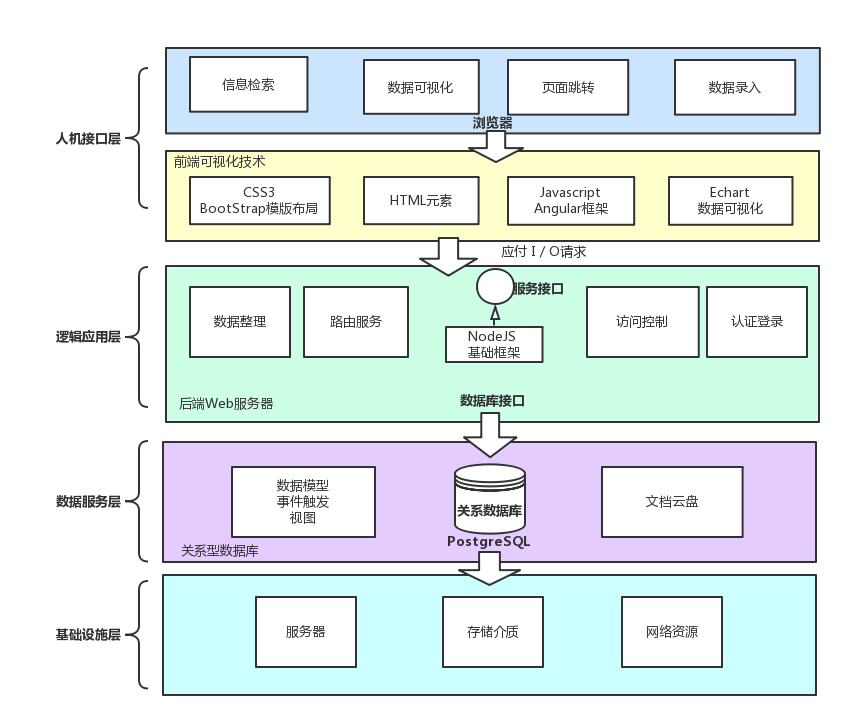 人机接口层
信息检索
数据可视化
页面跳转
数据录入
浏览器
前端可视化技术
CSS3
BootStrap模版布局
HTML元素
Javascript
Angular框架
Echart
数据可视化
应付 I / O请求
逻辑应用层
数据整理
路由服务
服务接口
NodeJS
基础框架
访问控制
认证登录
后端Web服务器
数据库接口
数据服务层
数据模型
事件触发
视图
关系数据库
PostgreSQL
文档云盘
关系型数据库
基础设施层
服务器
存储介质
网络资源